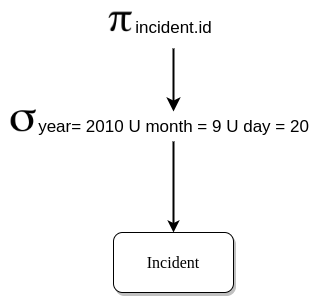 π incident.id
σ year= 2010 U month = 9 U day = 20
Incident